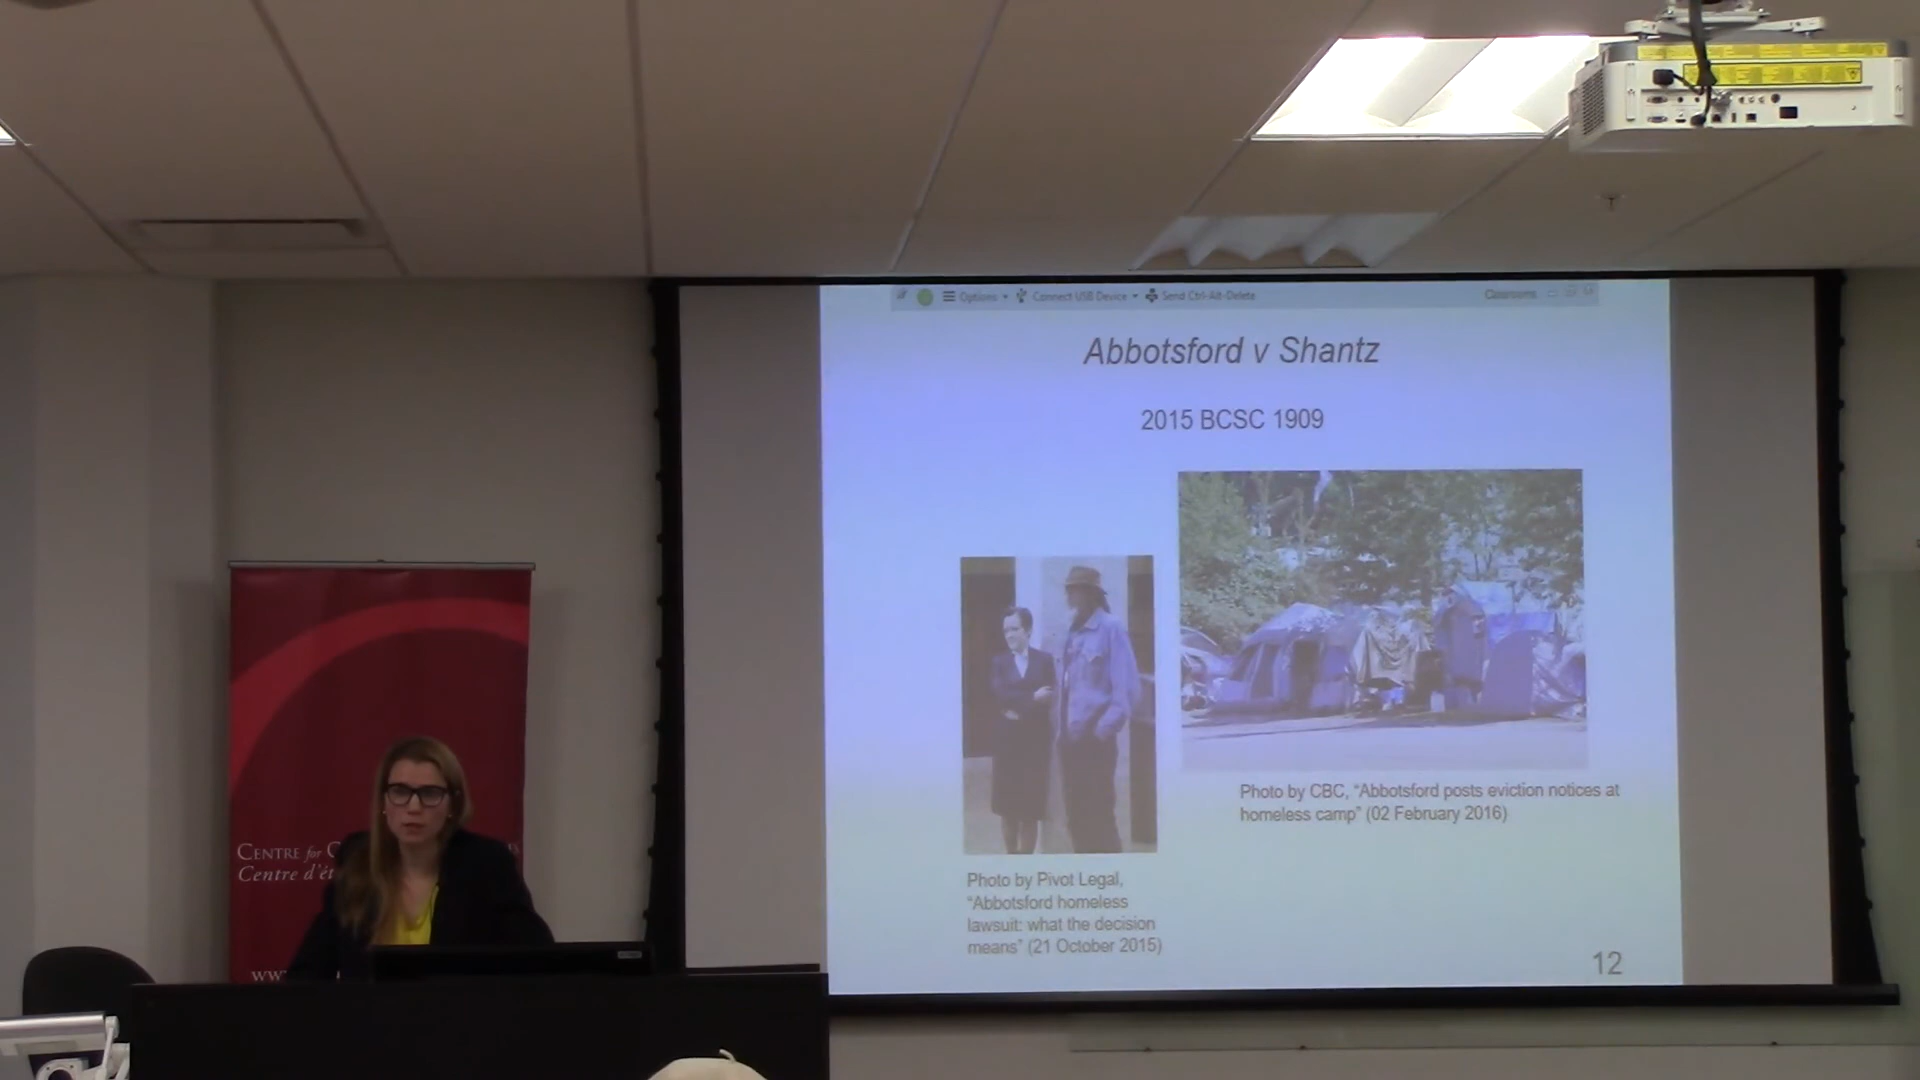 Options
Connect USB Device
Send Ctrl-Alt-Delete
Classrooms
Abbotsford v Shantz
2015 BCSC 1909
Photo by CBC, “Abbotsford posts eviction notices at
homeless camp” (02 February 2016)
Photo by Pivot Legal,
“Abbotsford homeless
lawsuit: what the decision
means” (21 October 2015)
12
CENTRE for
Centre d'ét